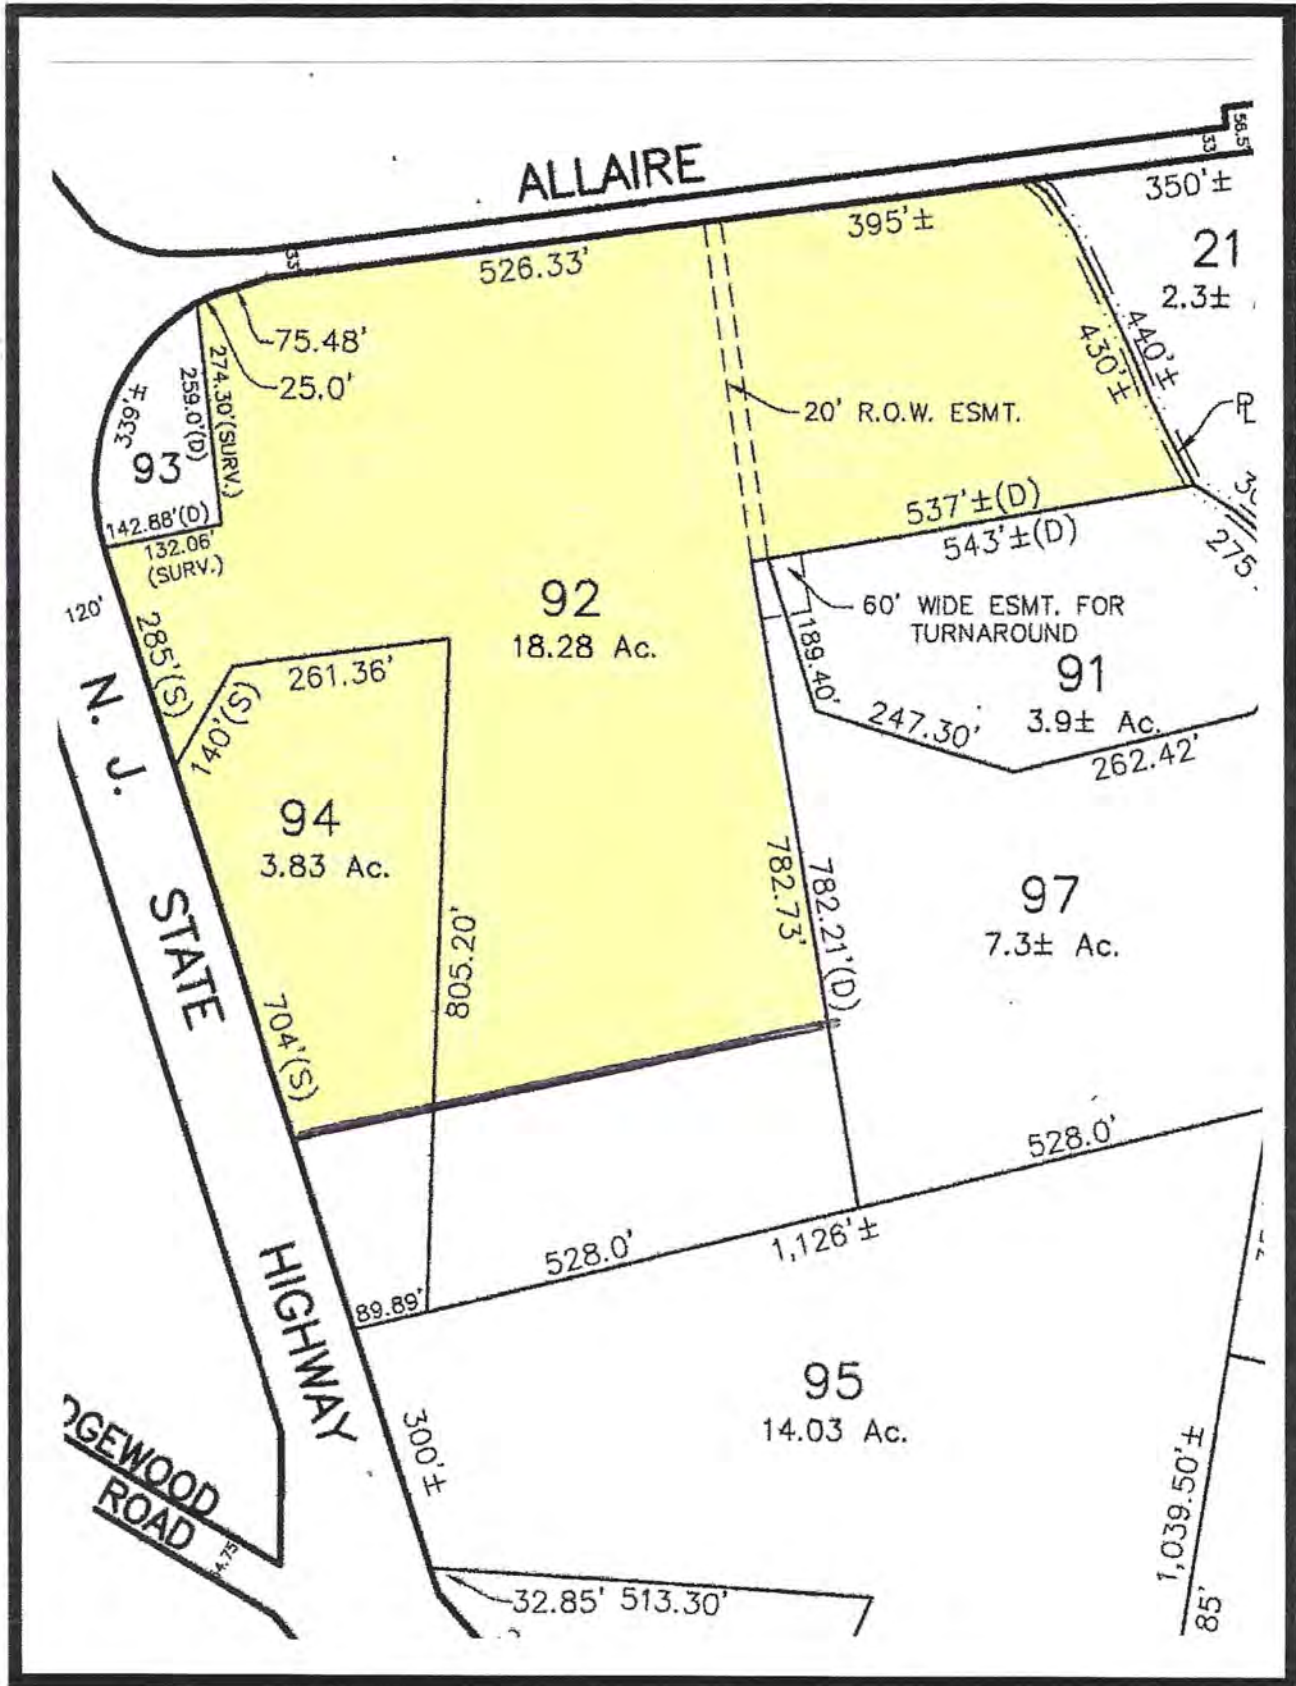 ALLAIRE
33
56.5
350'±
395'±
526.33'
33
21
2.3±
75.48'
25.0'
274.30'(SURV.)
259.0'(D)
339'±
93
142.88'(D)
132.06'
(SURV.)
440'±
430'±
PL
20' R.O.W. ESMT.
537'±(D)
543'±(D)
275
120'
285'(S)
92
18.28 Ac.
60' WIDE ESMT. FOR
TURNAROUND
189.40'
91
3.9± Ac.
247.30'
262.42'
261.36'
140'(S)
N. J.
STATE
HIGHWAY
94
3.83 Ac.
805.20'
782.73'
782.21'(D)
97
7.3± Ac.
704'(S)
528.0'
528.0'
1,126'±
89.89'
95
14.03 Ac.
300'±
DGEWOOD
ROAD
32.85' 513.30'
1,039.50'±
85'